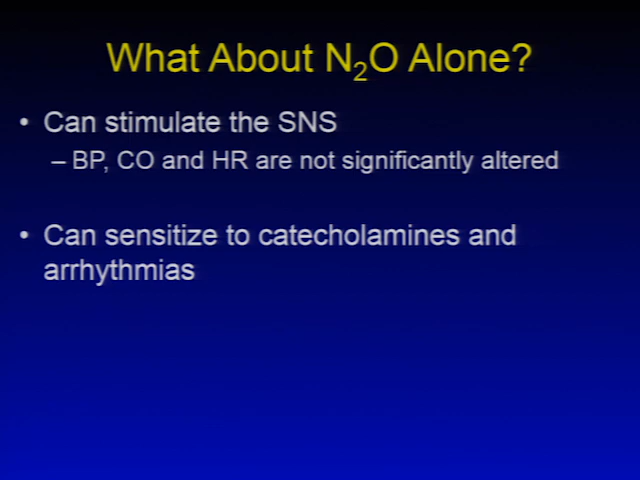 What About N₂O Alone?
• Can stimulate the SNS
– BP, CO and HR are not significantly altered
• Can sensitize to catecholamines and
arrhythmias